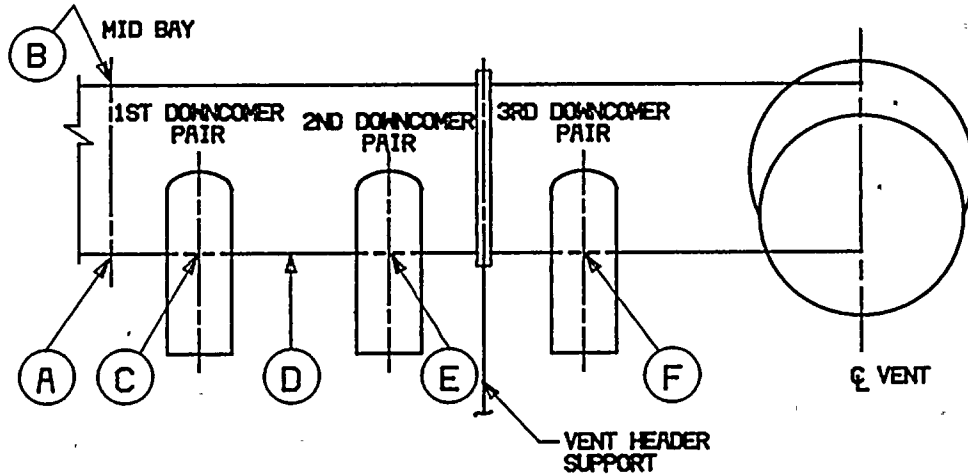 B
MID BAY
1ST DOWNCOMER
PAIR
2ND DOWNCOMER
PAIR
3RD DOWNCOMER
PAIR
A
C
D
E
F
℄ VENT
VENT HEADER
SUPPORT